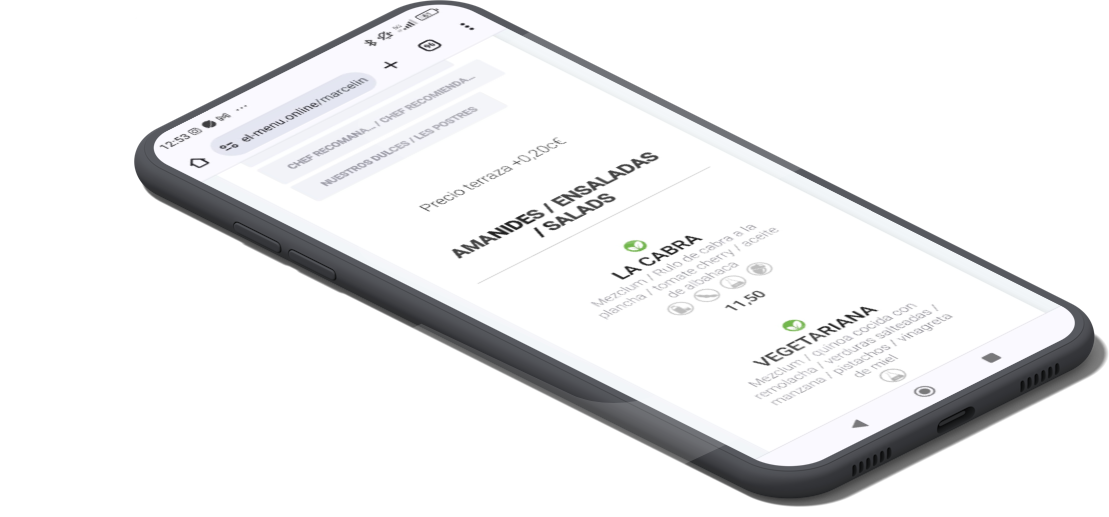 12:53
el-menu.online/marcelin
CHEF RECOMANA... / CHEF RECOMIENDA...
NUESTROS DULCES / LES POSTRES
Precio terraza +0,20c€
AMANIDES / ENSALADAS
/ SALADS
LA CABRA
Mezclum / Rulo de cabra a la
plancha / tomate cherry / aceite
de albahaca
11,50
VEGETARIANA
Mezclum / quinoa cocida con
remolacha / verduras salteadas /
manzana / pistachos / vinagreta
de miel